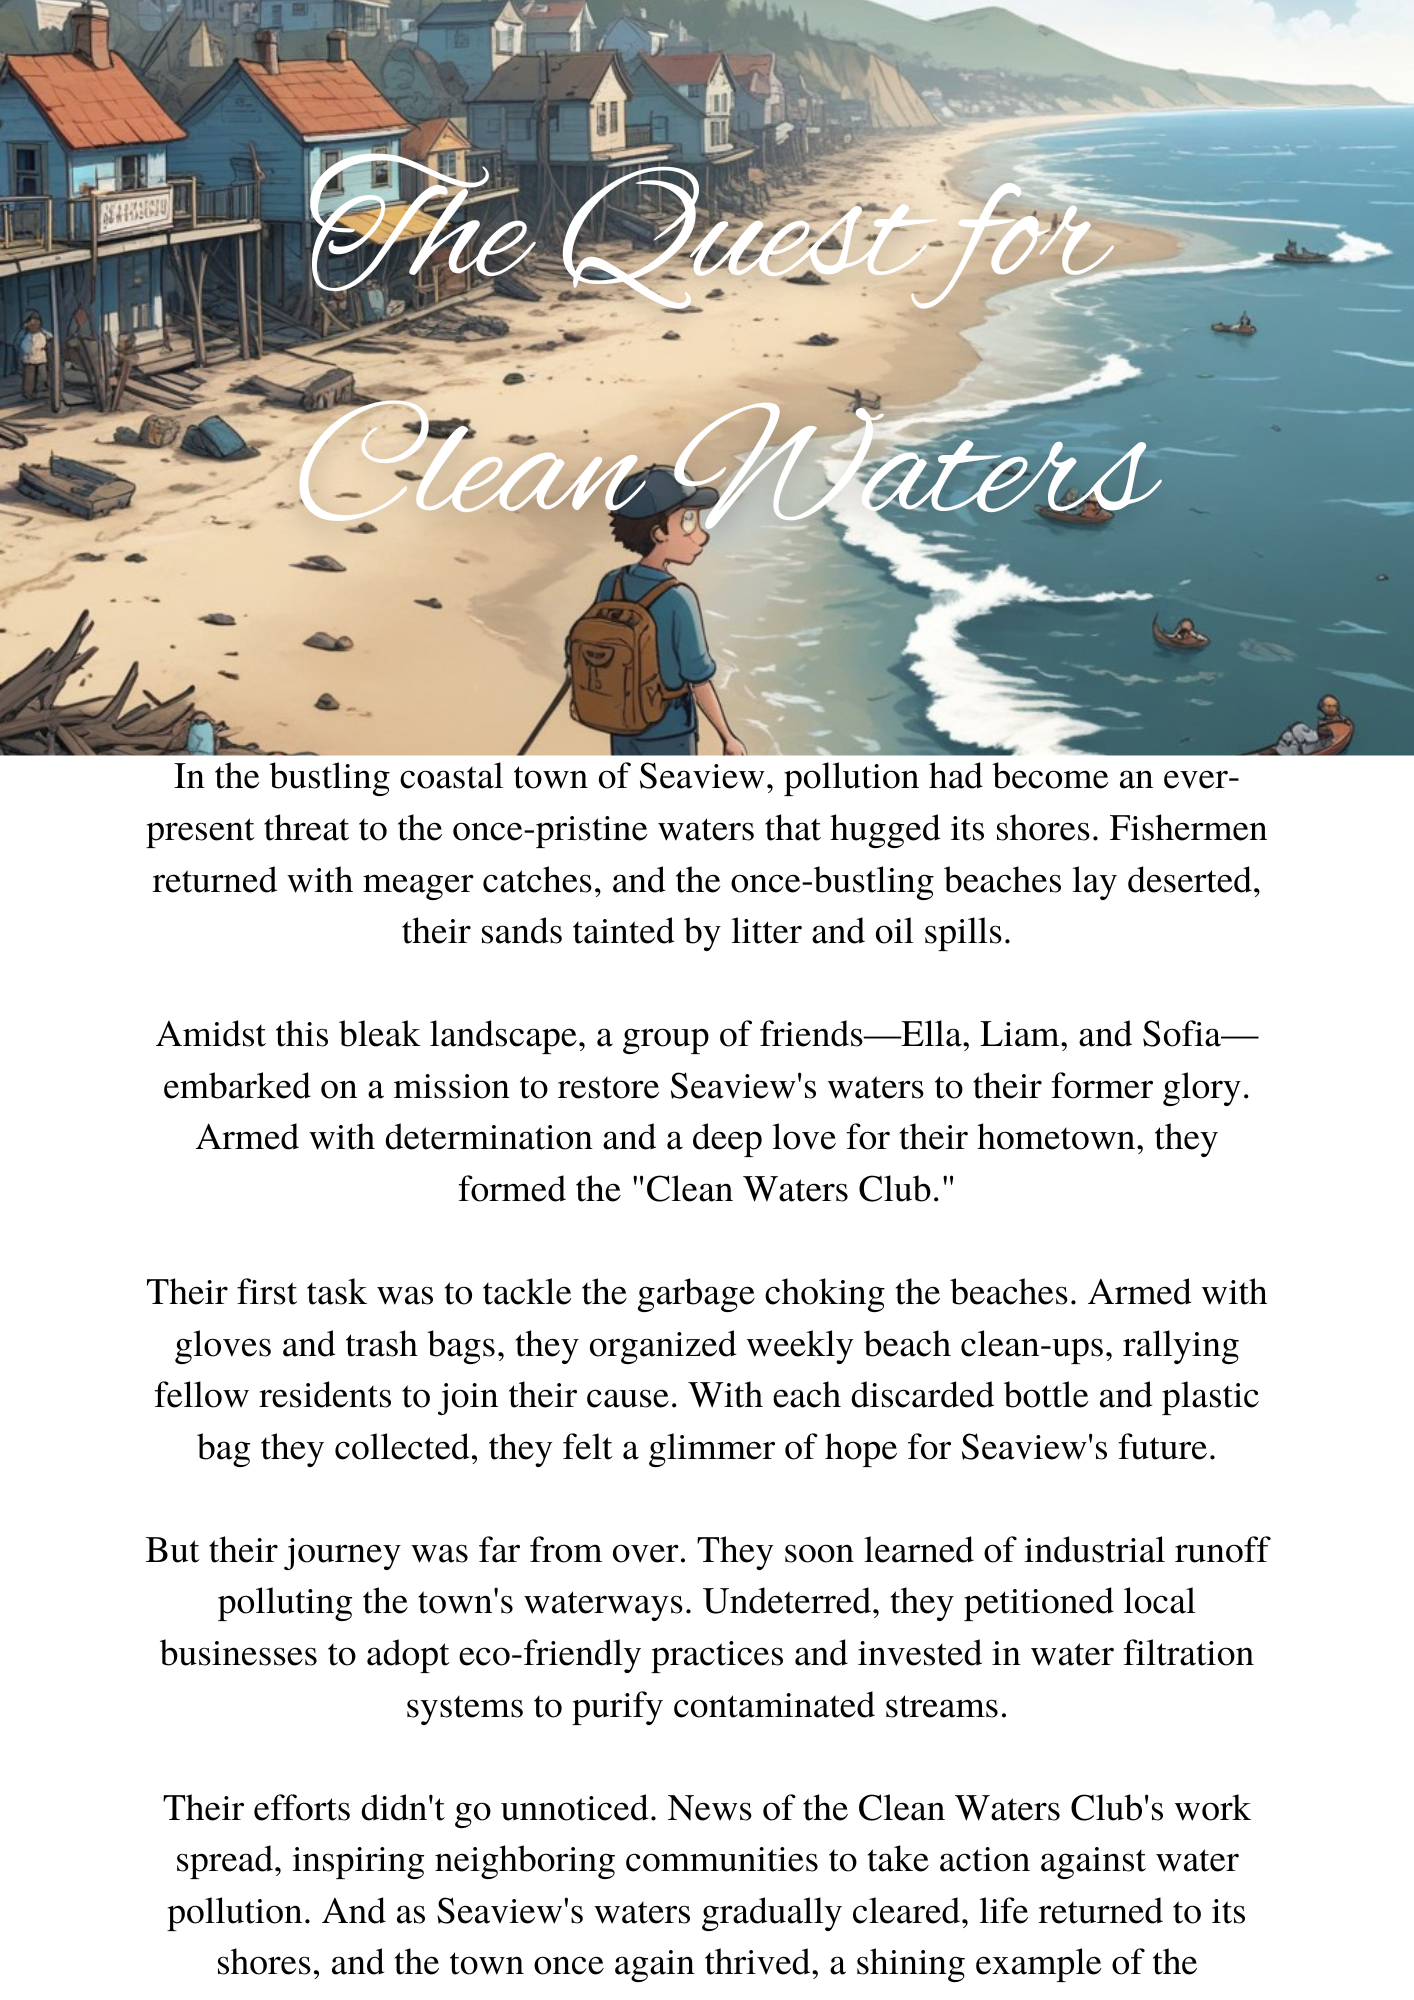 The Quest for
Clean Waters
In the bustling coastal town of Seaview, pollution had become an ever-
present threat to the once-pristine waters that hugged its shores. Fishermen
returned with meager catches, and the once-bustling beaches lay deserted,
their sands tainted by litter and oil spills.
Amidst this bleak landscape, a group of friends—Ella, Liam, and Sofia—
embarked on a mission to restore Seaview's waters to their former glory.
Armed with determination and a deep love for their hometown, they
formed the "Clean Waters Club."
Their first task was to tackle the garbage choking the beaches. Armed with
gloves and trash bags, they organized weekly beach clean-ups, rallying
fellow residents to join their cause. With each discarded bottle and plastic
bag they collected, they felt a glimmer of hope for Seaview's future.
But their journey was far from over. They soon learned of industrial runoff
polluting the town's waterways. Undeterred, they petitioned local
businesses to adopt eco-friendly practices and invested in water filtration
systems to purify contaminated streams.
Their efforts didn't go unnoticed. News of the Clean Waters Club's work
spread, inspiring neighboring communities to take action against water
pollution. And as Seaview's waters gradually cleared, life returned to its
shores, and the town once again thrived, a shining example of the